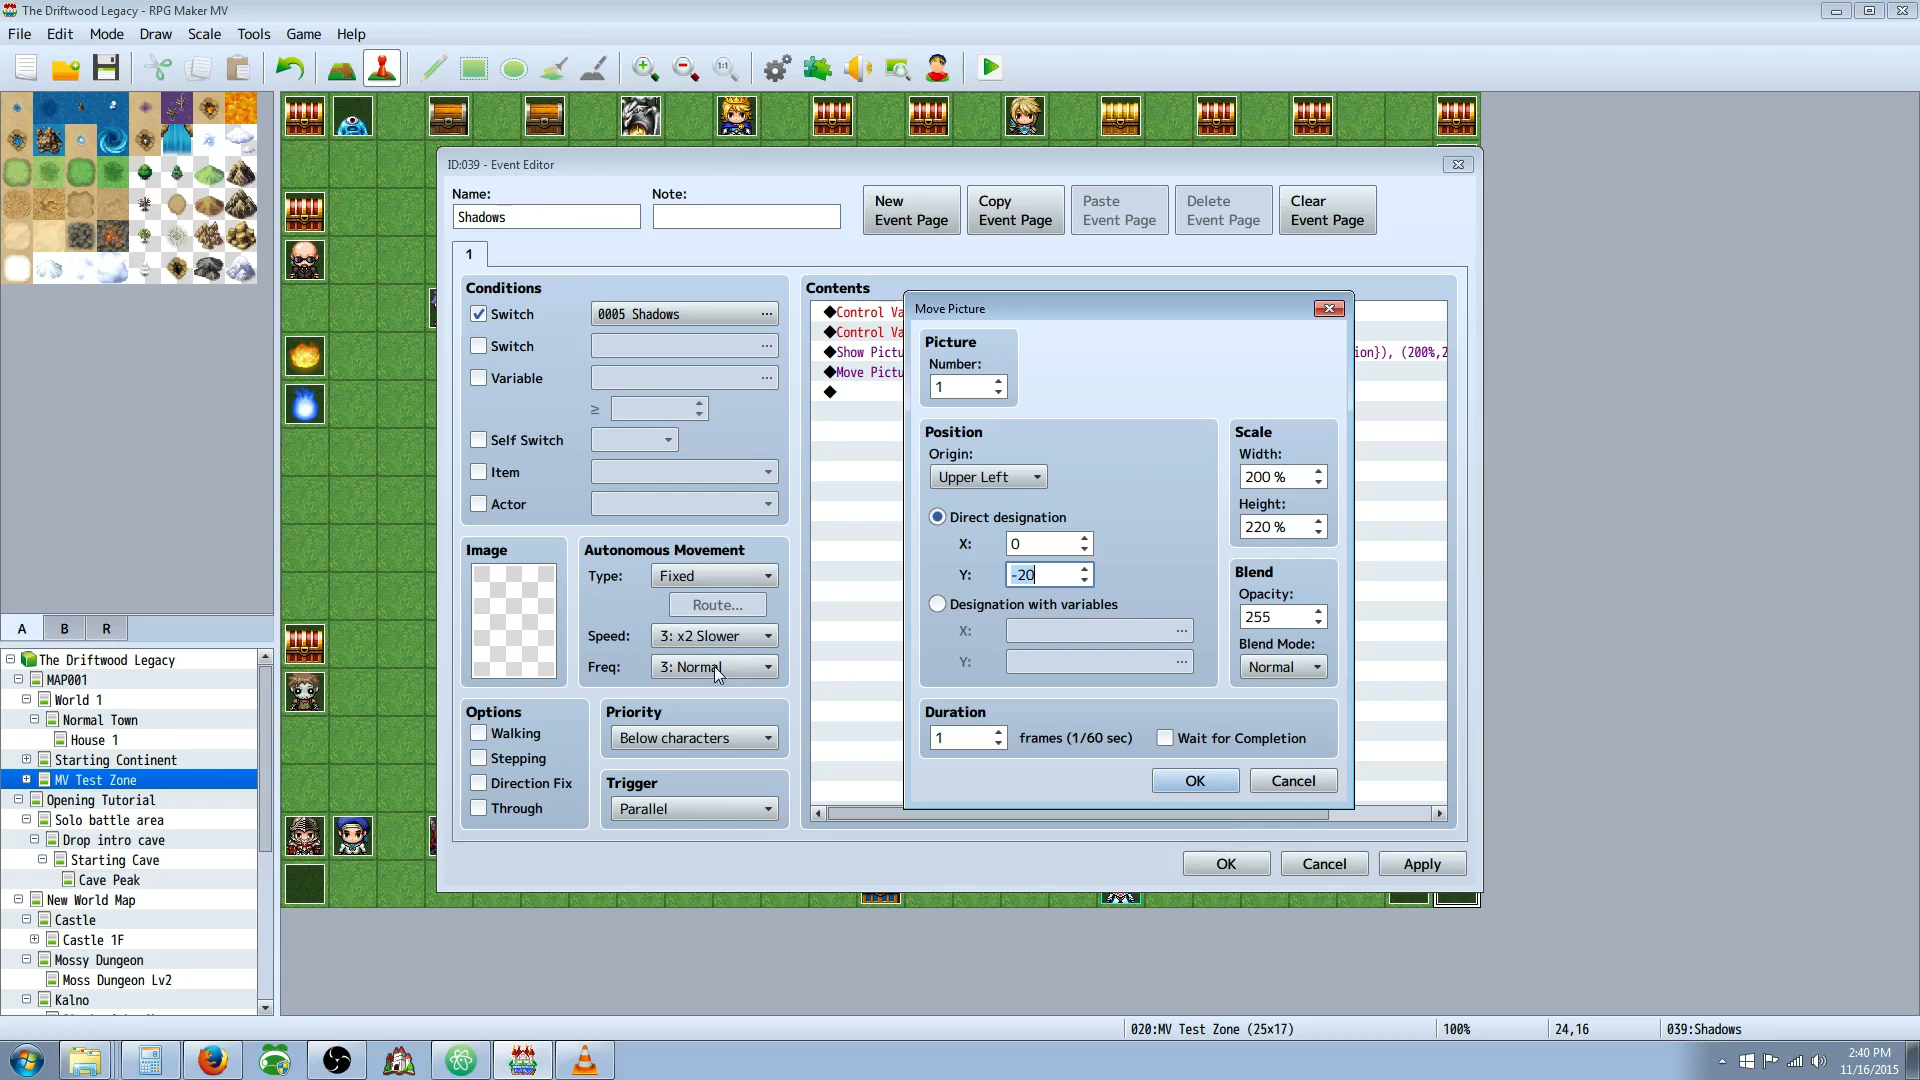 The Driftwood Legacy - RPG Maker MV
File Edit Mode Draw Scale Tools Game Help
1:1
ID:039 - Event Editor
Name:
Note:
Shadows
New
Event Page
Copy
Event Page
Paste
Event Page
Delete
Event Page
Clear
Event Page
1
Conditions
Switch
0005 Shadows
...
Switch
...
Variable
...
≥
Self Switch
Item
Actor
Image
Autonomous Movement
Type:
Fixed
Route...
Speed:
3: x2 Slower
Freq:
3: Normal
Options
Walking
Stepping
Direction Fix
Through
Priority
Below characters
Trigger
Parallel
Contents
◆Control Va
◆Control Va
◆Show Pictu
ion}), (200%,2
◆Move Pictu
◆
Move Picture
Picture
Number:
1
Position
Origin:
Upper Left
Direct designation
X:
0
Y:
-20
Designation with variables
X:
...
Y:
...
Scale
Width:
200 %
Height:
220 %
Blend
Opacity:
255
Blend Mode:
Normal
Duration
1
frames (1/60 sec)
Wait for Completion
OK
Cancel
OK
Cancel
Apply
A B R
The Driftwood Legacy
MAP001
World 1
Normal Town
House 1
Starting Continent
MV Test Zone
Opening Tutorial
Solo battle area
Drop intro cave
Starting Cave
Cave Peak
New World Map
Castle
Castle 1F
Mossy Dungeon
Moss Dungeon Lv2
Kalno
020:MV Test Zone (25x17)
100%
24,16
039:Shadows
2:40 PM
11/16/2015